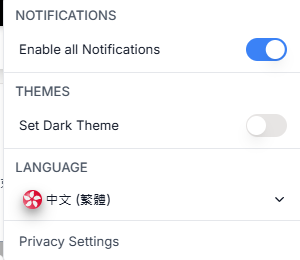 NOTIFICATIONS
Enable all Notifications
THEMES
Set Dark Theme
LANGUAGE
中文 (繁體)
Privacy Settings